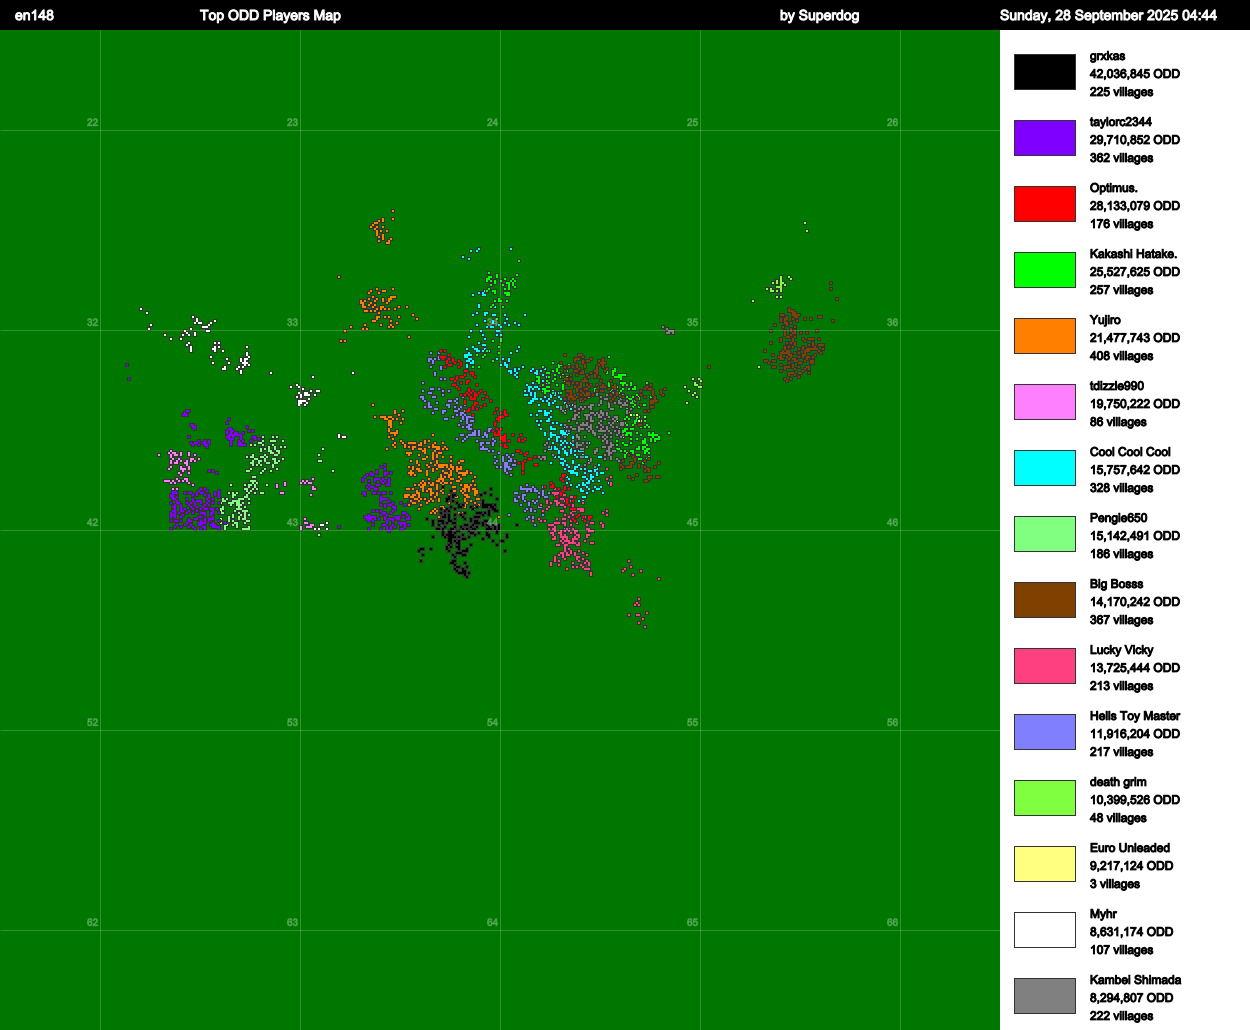 en148 Top ODD Players Map by Superdog Sunday, 28 September 2025 04:44
grxkas
42,036,845 ODD
225 villages
taylorc2344
29,710,852 ODD
362 villages
Optimus.
28,133,079 ODD
176 villages
Kakashi Hatake.
25,527,625 ODD
257 villages
Yujiro
21,477,743 ODD
408 villages
tdizzle990
19,750,222 ODD
86 villages
Cool Cool Cool
15,757,642 ODD
328 villages
Pengle650
15,142,491 ODD
186 villages
Big Bosss
14,170,242 ODD
367 villages
Lucky Vicky
13,725,444 ODD
213 villages
Hells Toy Master
11,916,204 ODD
217 villages
death grim
10,399,526 ODD
48 villages
Euro Unleaded
9,217,124 ODD
3 villages
Myhr
8,631,174 ODD
107 villages
Kambei Shimada
8,294,807 ODD
222 villages
22 23 24 25 26
32 33 35 36
42 43 44 45 46
52 53 54 55 56
62 63 64 65 66